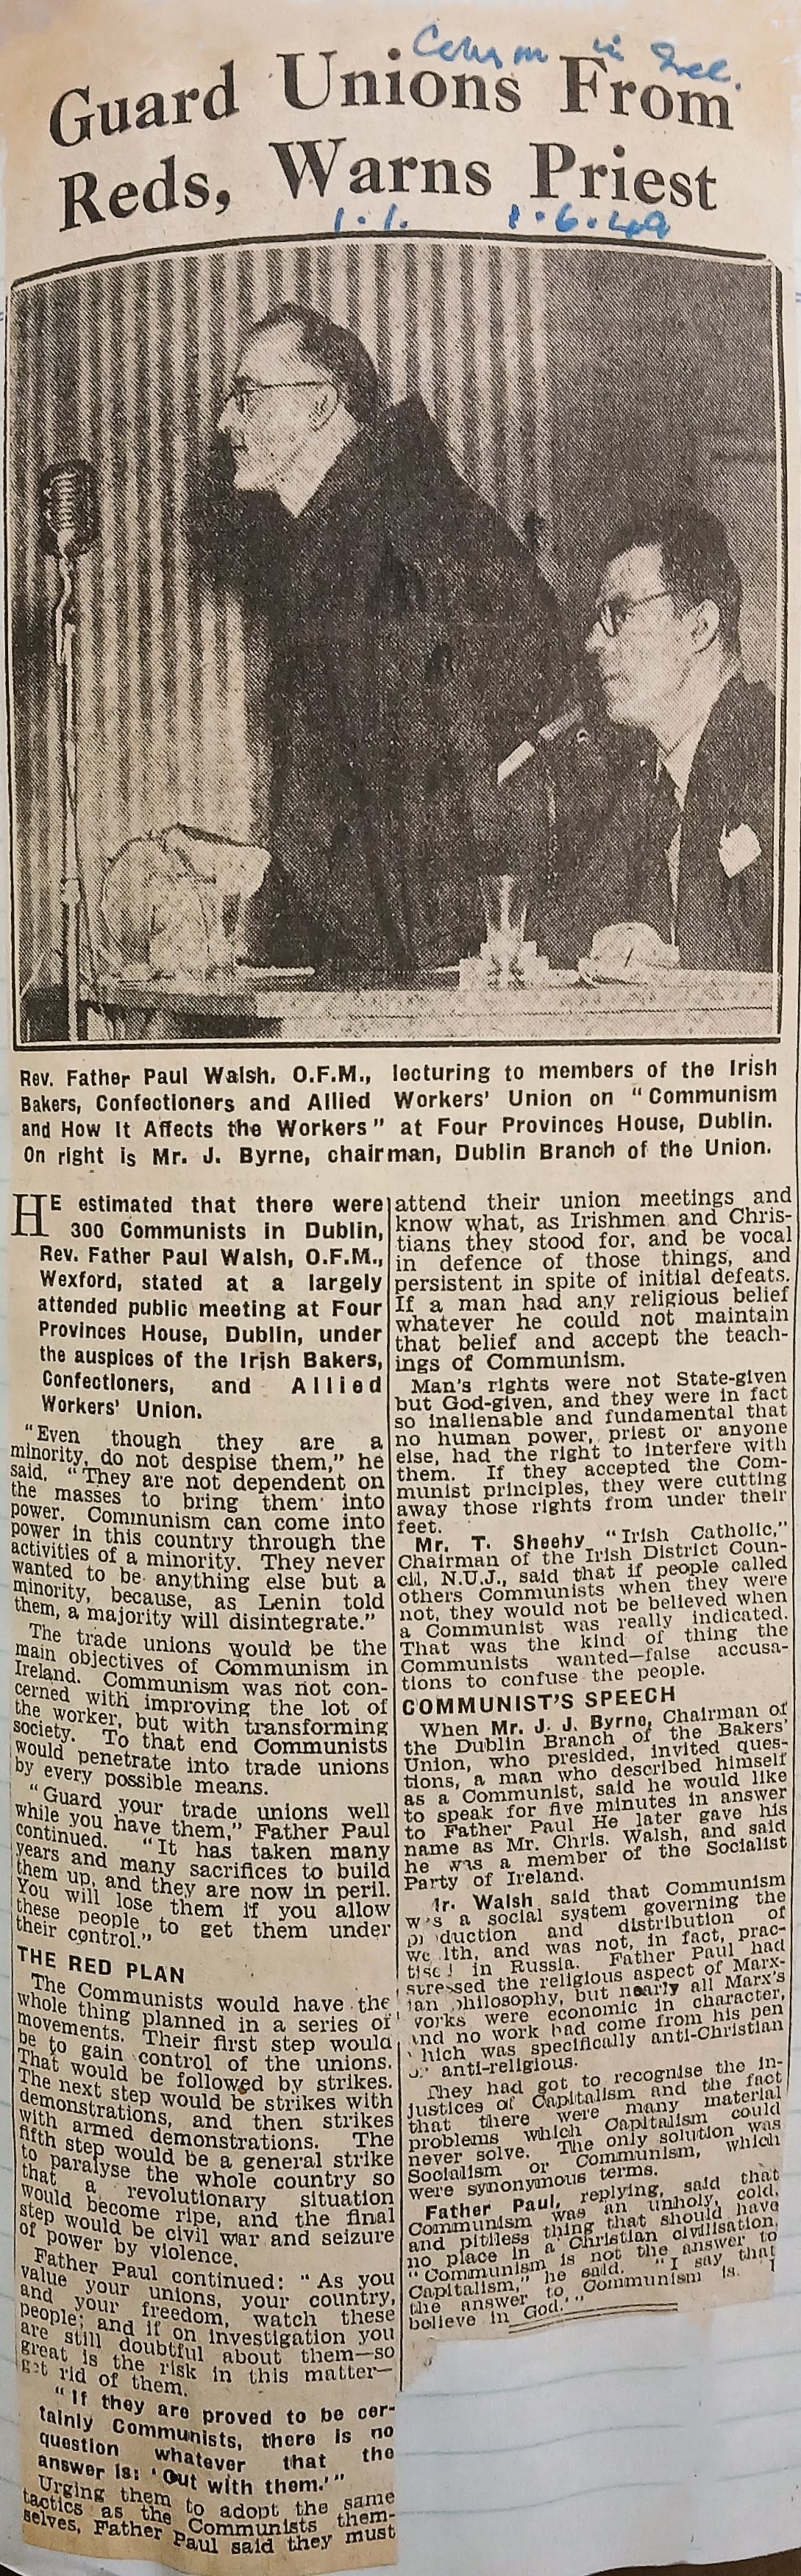 Comm in Irel.
Guard Unions From
Reds, Warns Priest
1.1. 1.6.49
Rev. Father Paul Walsh, O.F.M., lecturing to members of the Irish
Bakers, Confectioners and Allied Workers' Union on "Communism
and How It Affects the Workers" at Four Provinces House, Dublin.
On right is Mr. J. Byrne, chairman, Dublin Branch of the Union.
HE estimated that there were
300 Communists in Dublin,
Rev. Father Paul Walsh, O.F.M.,
Wexford, stated at a largely
attended public meeting at Four
Provinces House, Dublin, under
the auspices of the Irish Bakers,
Confectioners, and Allied
Workers' Union.
"Even though they are a
minority, do not despise them," he
said. "They are not dependent on
the masses to bring them into
power. Communism can come into
power in this country through the
activities of a minority. They never
wanted to be anything else but a
minority, because, as Lenin told
them, a majority will disintegrate."
The trade unions would be the
main objectives of Communism in
Ireland. Communism was not con-
cerned with improving the lot of
the worker, but with transforming
society. To that end Communists
would penetrate into trade unions
by every possible means.
"Guard your trade unions well
while you have them," Father Paul
continued. "It has taken many
years and many sacrifices to build
them up, and they are now in peril.
You will lose them if you allow
these people to get them under
their control."
THE RED PLAN
The Communists would have the
whole thing planned in a series of
movements. Their first step would
be to gain control of the unions.
That would be followed by strikes.
The next step would be strikes with
demonstrations, and then strikes
with armed demonstrations. The
fifth step would be a general strike
to paralyse the whole country so
that a revolutionary situation
would become ripe, and the final
step would be civil war and seizure
of power by violence.
Father Paul continued: "As you
value your unions, your country,
and your freedom, watch these
people; and if on investigation you
are still doubtful about them—so
great is the risk in this matter—
get rid of them.
"If they are proved to be cer-
tainly Communists, there is no
question whatever that the
answer is: 'Out with them.'"
Urging them to adopt the same
tactics as the Communists them-
selves, Father Paul said they must
attend their union meetings and
know what, as Irishmen and Chris-
tians they stood for, and be vocal
in defence of those things, and
persistent in spite of initial defeats.
If a man had any religious belief
whatever he could not maintain
that belief and accept the teach-
ings of Communism.
Man's rights were not State-given
but God-given, and they were in fact
so inalienable and fundamental that
no human power, priest or anyone
else, had the right to interfere with
them. If they accepted the Com-
munist principles, they were cutting
away those rights from under their
feet.
Mr. T. Sheehy "Irish Catholic,"
Chairman of the Irish District Coun-
cil, N.U.J., said that if people called
others Communists when they were
not, they would not be believed when
a Communist was really indicated.
That was the kind of thing the
Communists wanted—false accusa-
tions to confuse the people.
COMMUNIST'S SPEECH
When Mr. J. J. Byrne, Chairman of
the Dublin Branch of the Bakers'
Union, who presided, invited ques-
tions, a man who described himself
as a Communist, said he would like
to speak for five minutes in answer
to Father Paul He later gave his
name as Mr. Chris. Walsh, and said
he was a member of the Socialist
Party of Ireland.
Mr. Walsh said that Communism
was a social system governing the
production and distribution of
wealth, and was not, in fact, prac-
tised in Russia. Father Paul had
stressed the religious aspect of Marx-
ian philosophy, but nearly all Marx's
works were economic in character,
and no work had come from his pen
which was specifically anti-Christian
or anti-religious.
They had got to recognise the in-
justices of Capitalism and the fact
that there were many material
problems which Capitalism could
never solve. The only solution was
Socialism or Communism, which
were synonymous terms.
Father Paul, replying, said that
Communism was an unholy, cold,
and pitiless thing that should have
no place in a Christian civilisation.
"Communism is not the answer to
Capitalism," he said. "I say that
the answer to Communism is. 'I
believe in God.'"